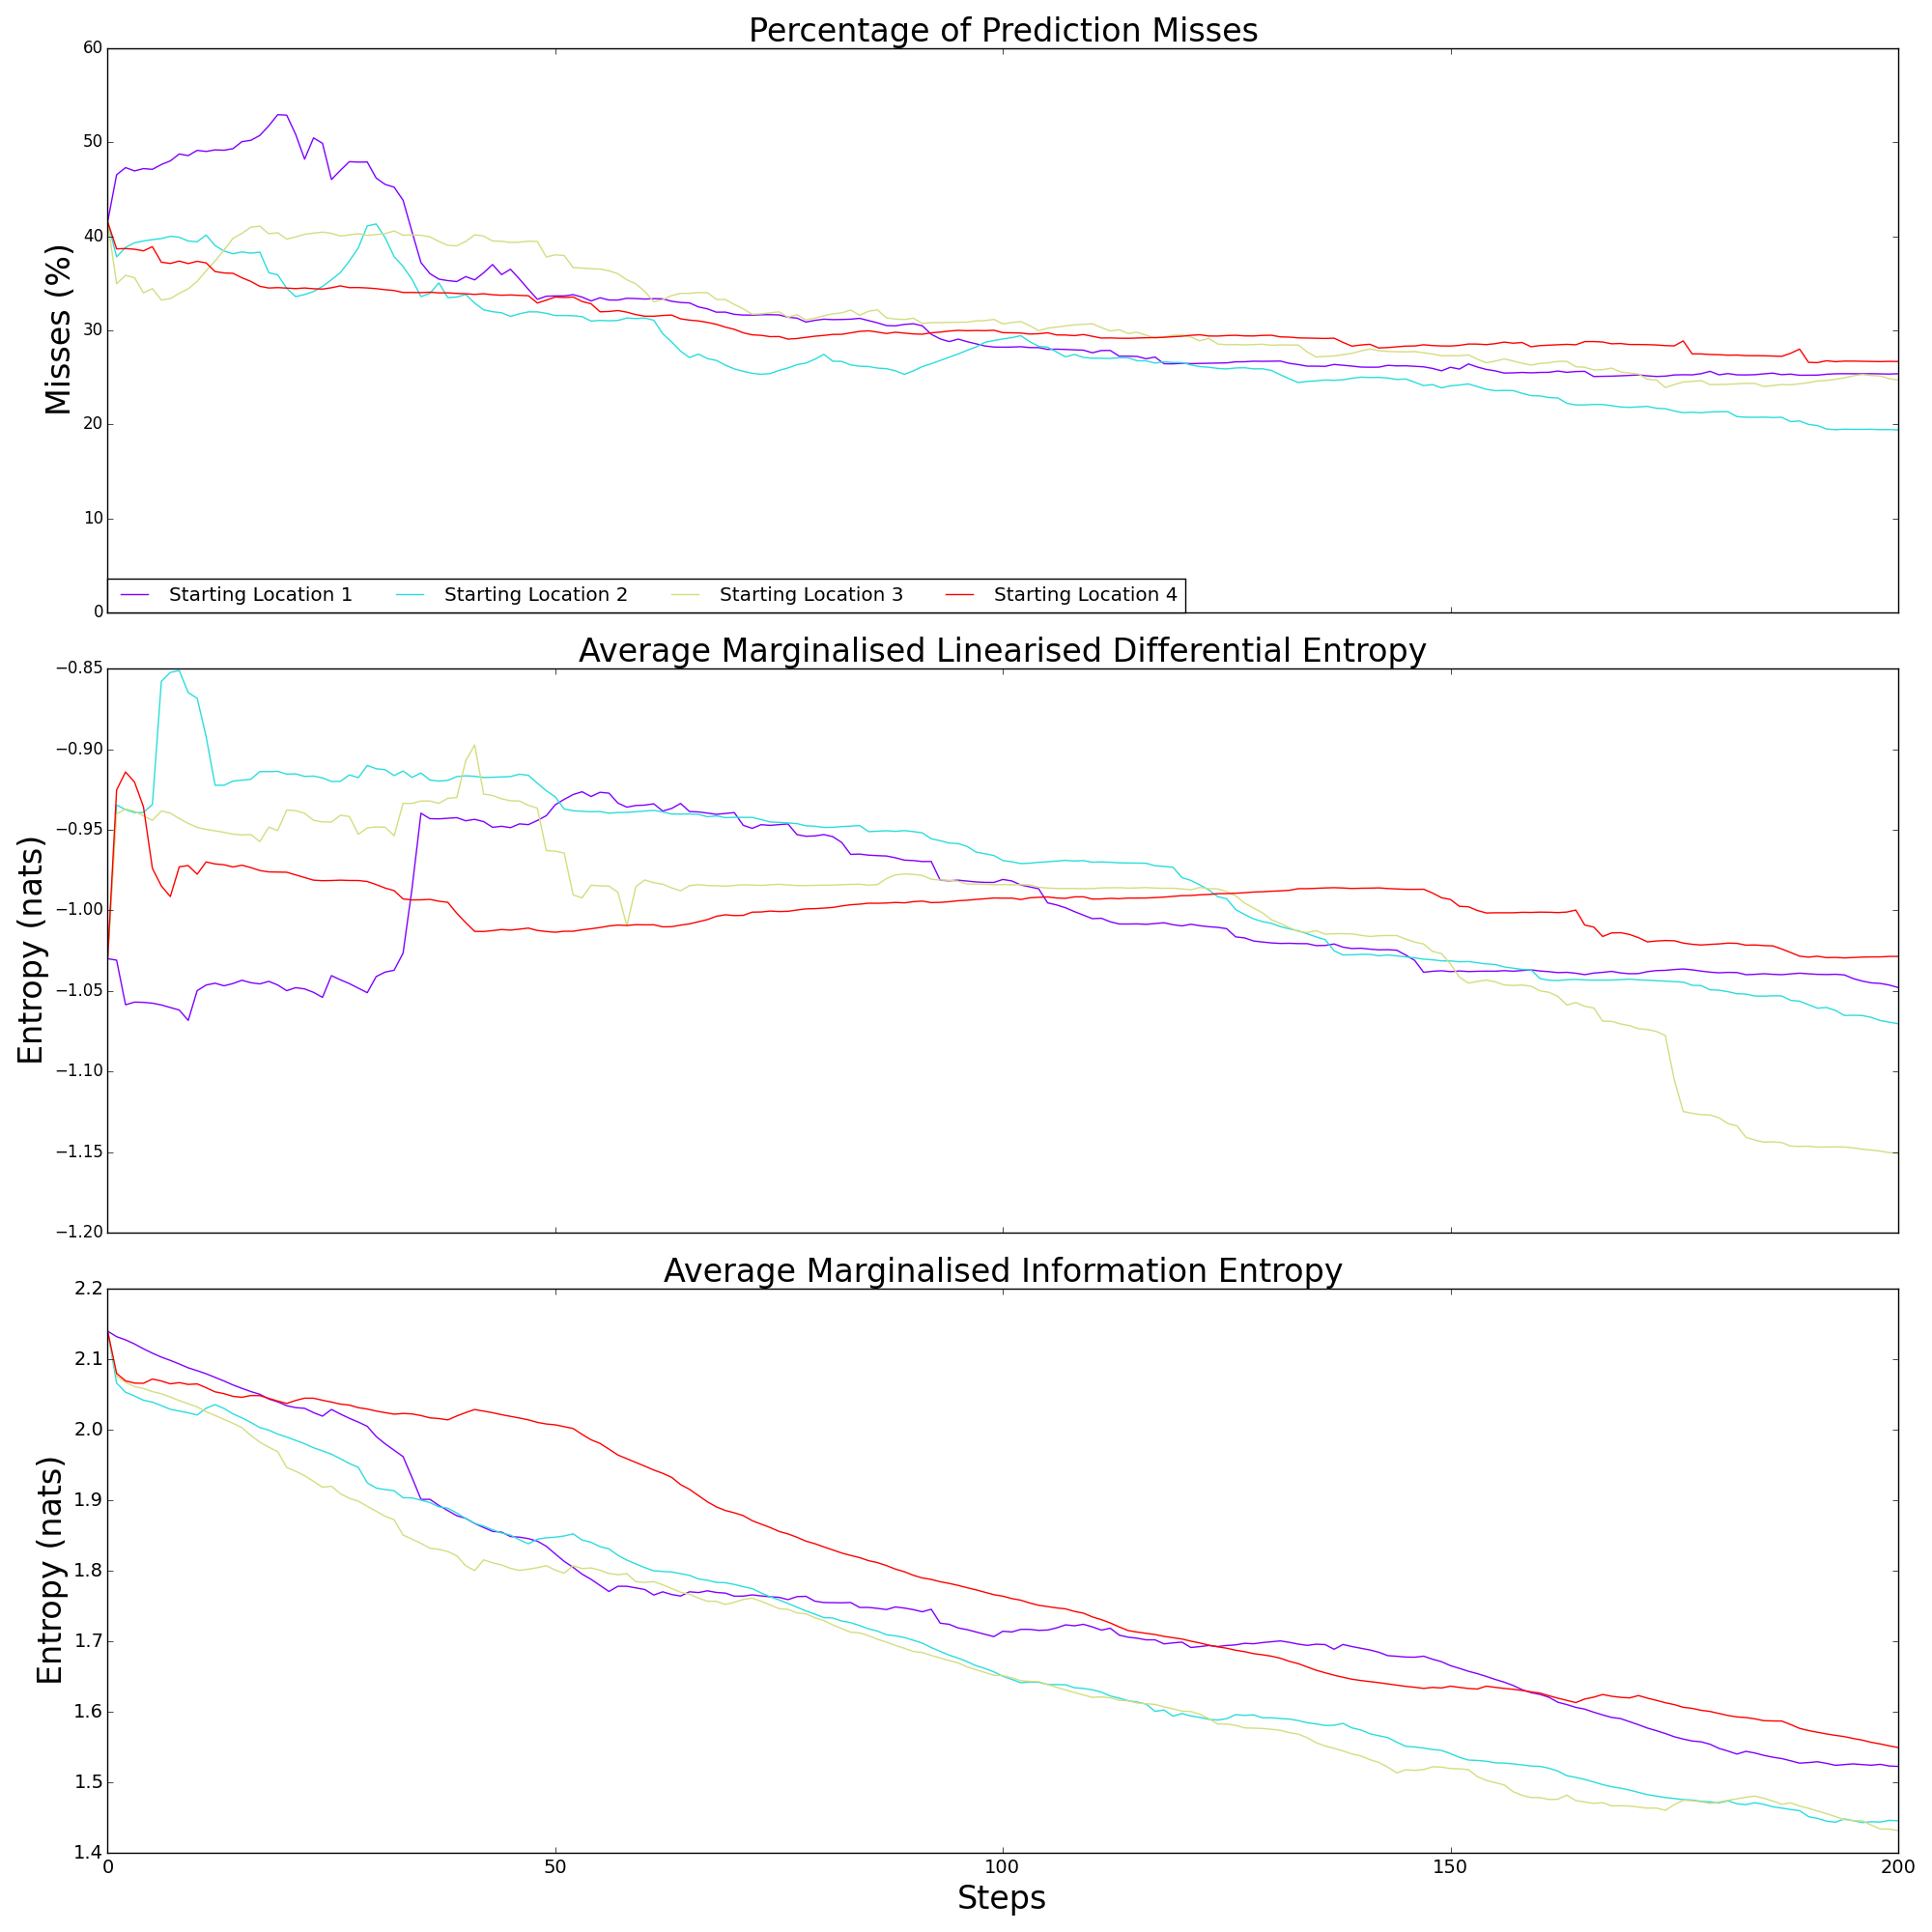 Percentage of Prediction Misses
60
50
40
30
20
10
0
Misses (%)
Starting Location 1 Starting Location 2 Starting Location 3 Starting Location 4
Average Marginalised Linearised Differential Entropy
−0.85
−0.90
−0.95
−1.00
−1.05
−1.10
−1.15
−1.20
Entropy (nats)
Average Marginalised Information Entropy
2.2
2.1
2.0
1.9
1.8
1.7
1.6
1.5
1.4
Entropy (nats)
0 50 100 150 200
Steps